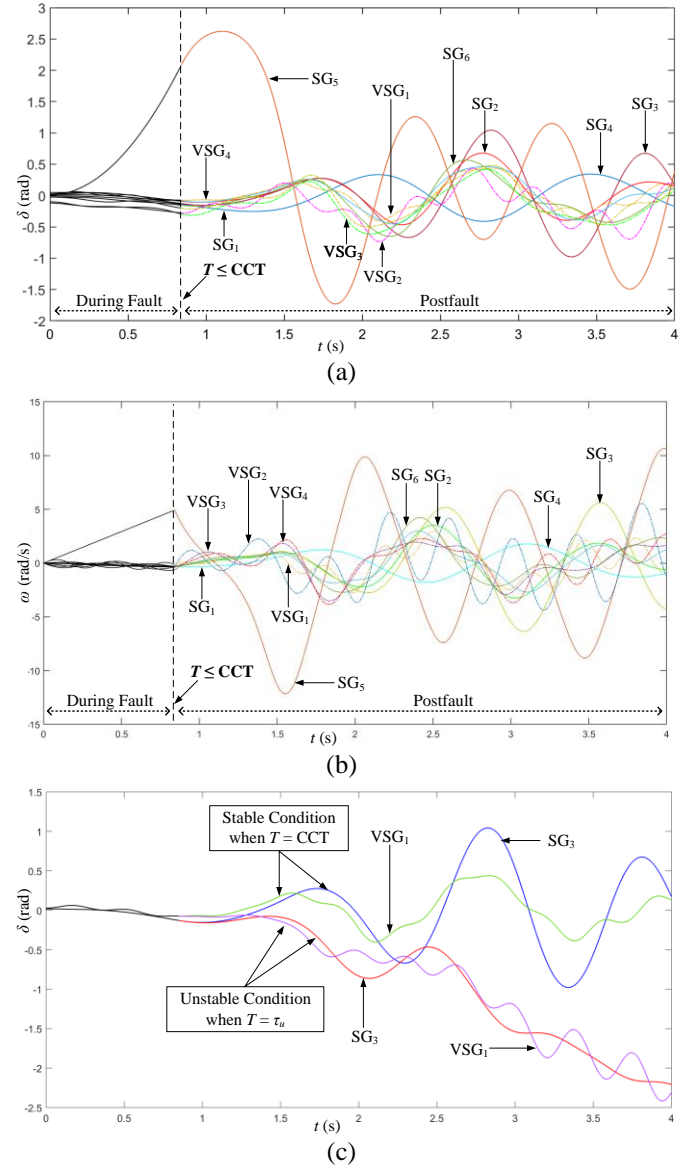 3
2.5
2
1.5
1
0.5
0
-0.5
-1
-1.5
-2
δ (rad)
SG5
SG6
VSG1
SG2
SG3
SG4
VSG4
SG1
VSG3
VSG2
T ≤ CCT
During Fault
Postfault
0 0.5 1 1.5 2 2.5 3 3.5 4
t (s)
(a)
15
10
5
0
-5
-10
-15
ω (rad/s)
VSG3
VSG2
VSG4
SG6
SG2
SG4
SG3
SG1
VSG1
SG5
T ≤ CCT
During Fault
Postfault
0 0.5 1 1.5 2 2.5 3 3.5 4
t (s)
(b)
1.5
1
0.5
0
-0.5
-1
-1.5
-2
-2.5
δ (rad)
Stable Condition
when T = CCT
VSG1
SG3
Unstable Condition
when T = τu
SG3
VSG1
0 0.5 1 1.5 2 2.5 3 3.5 4
t (s)
(c)